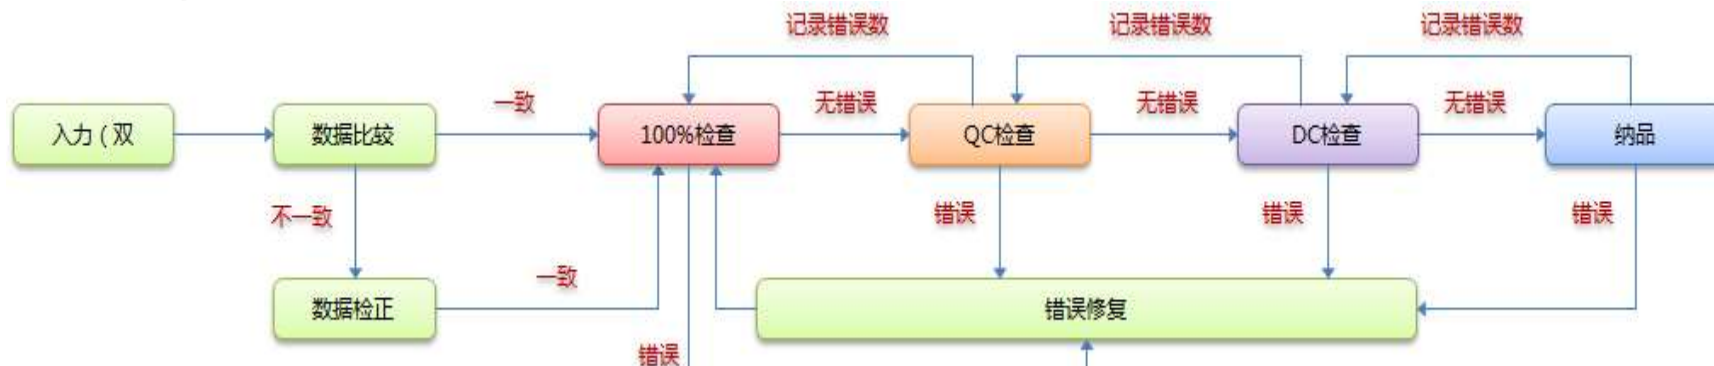 记录错误数
记录错误数
记录错误数
一致
无错误
无错误
无错误
入力（双
数据比较
100%检查
QC检查
DC检查
纳品
不一致
错误
错误
错误
一致
数据检正
错误修复
错误